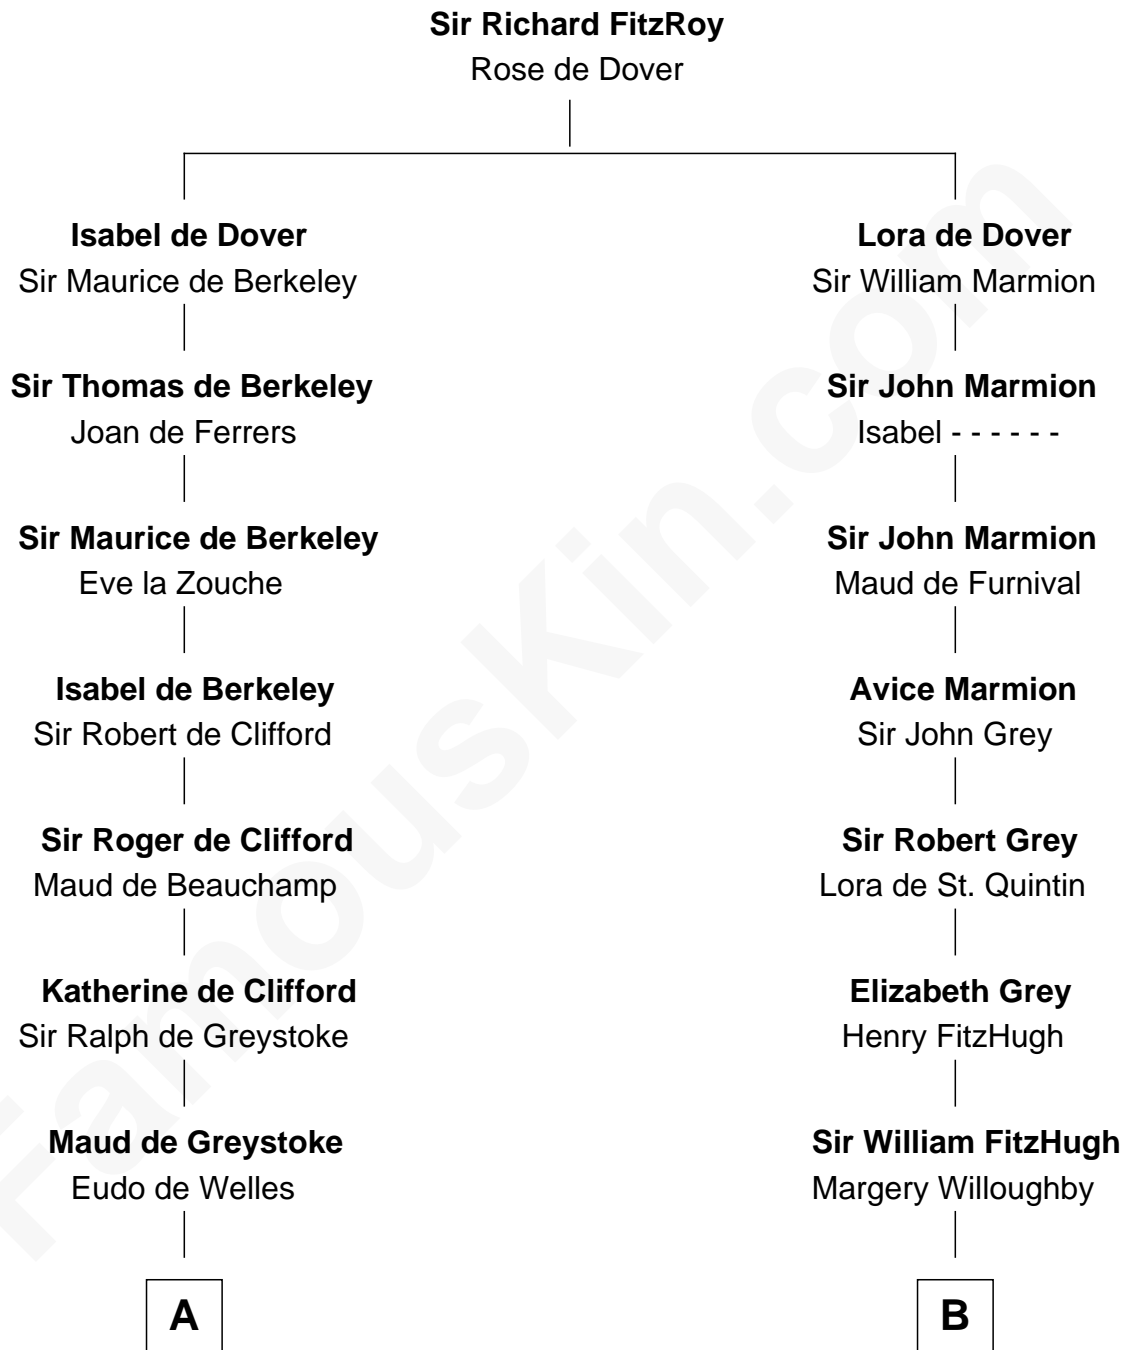 Sir Richard FitzRoy
Rose de Dover
Isabel de Dover
Sir Maurice de Berkeley
Lora de Dover
Sir William Marmion
Sir Thomas de Berkeley
Joan de Ferrers
Sir John Marmion
Isabel - - - - - -
Sir Maurice de Berkeley
Eve la Zouche
Sir John Marmion
Maud de Furnival
Isabel de Berkeley
Sir Robert de Clifford
Avice Marmion
Sir John Grey
Sir Roger de Clifford
Maud de Beauchamp
Sir Robert Grey
Lora de St. Quintin
Katherine de Clifford
Sir Ralph de Greystoke
Elizabeth Grey
Henry FitzHugh
Maud de Greystoke
Eudo de Welles
Sir William FitzHugh
Margery Willoughby
A
B
FamousKin.com